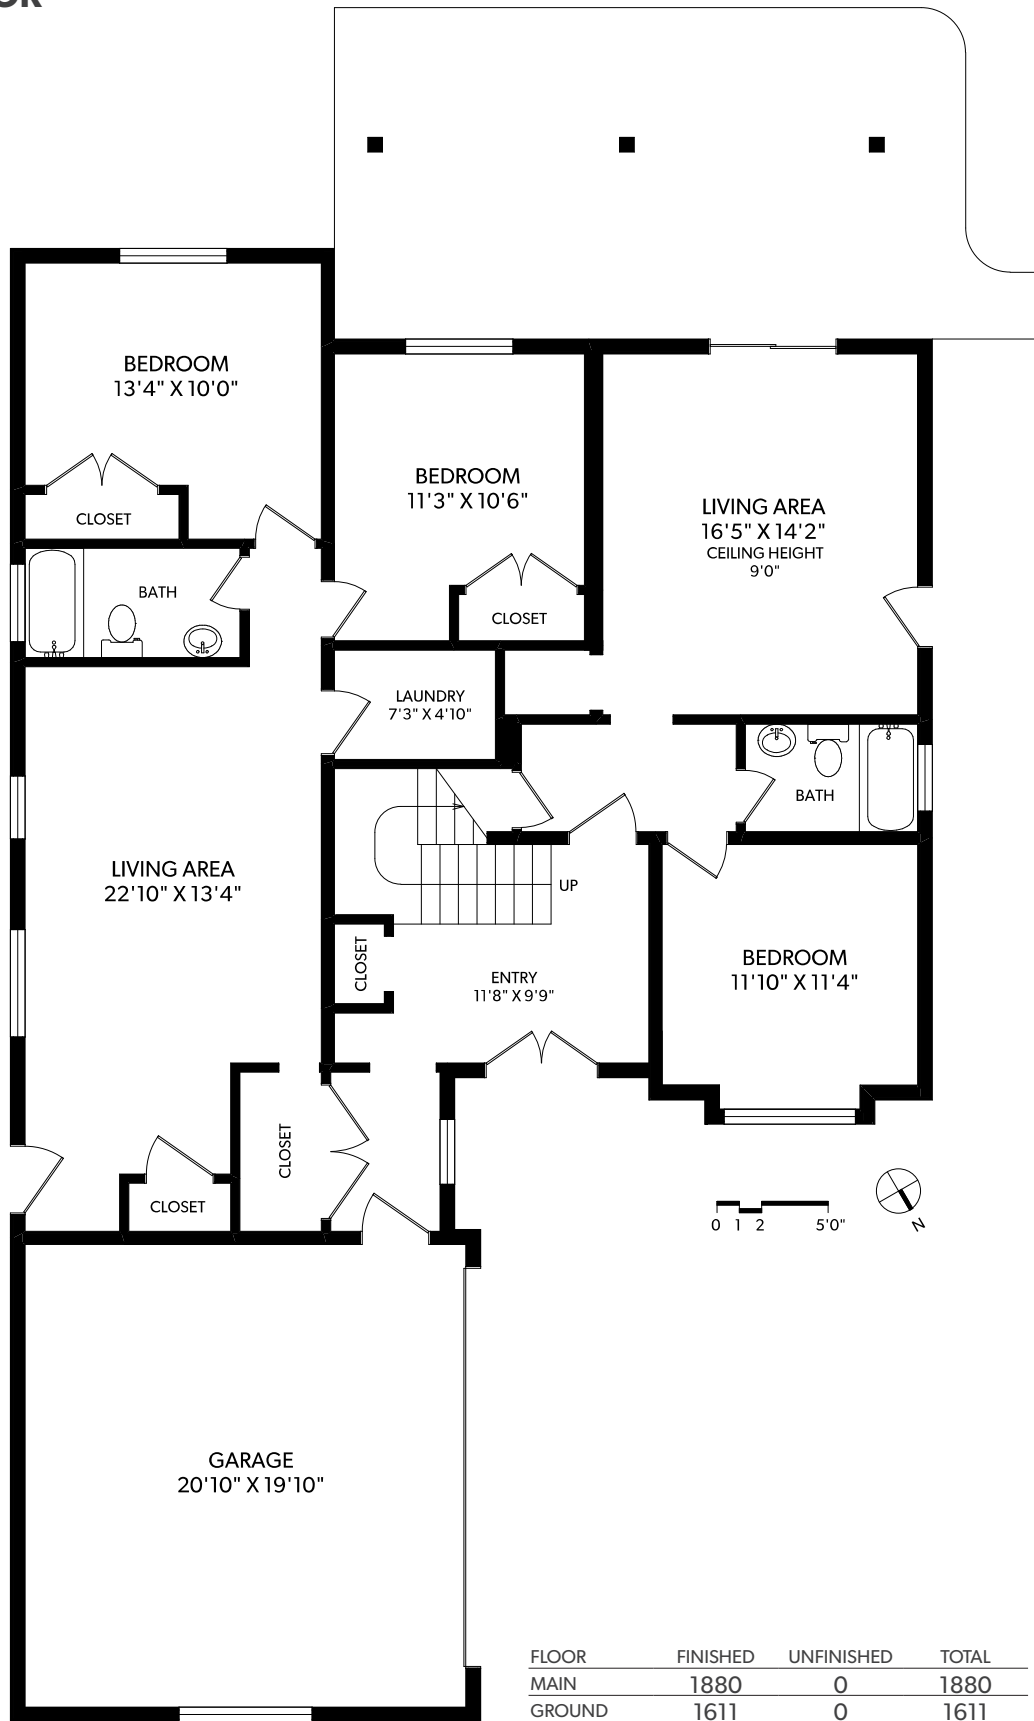 BEDROOM
13'4" X 10'0"
CLOSET
BATH
BEDROOM
11'3" X 10'6"
CLOSET
LIVING AREA
16'5" X 14'2"
CEILING HEIGHT
9'0"
LAUNDRY
7'3" X 4'10"
BATH
LIVING AREA
22'10" X 13'4"
UP
CLOSET
ENTRY
11'8" X 9'9"
BEDROOM
11'10" X 11'4"
CLOSET
CLOSET
0 1 2 5'0"
N
GARAGE
20'10" X 19'10"
FLOOR FINISHED UNFINISHED TOTAL
MAIN 1880 0 1880
GROUND 1611 0 1611